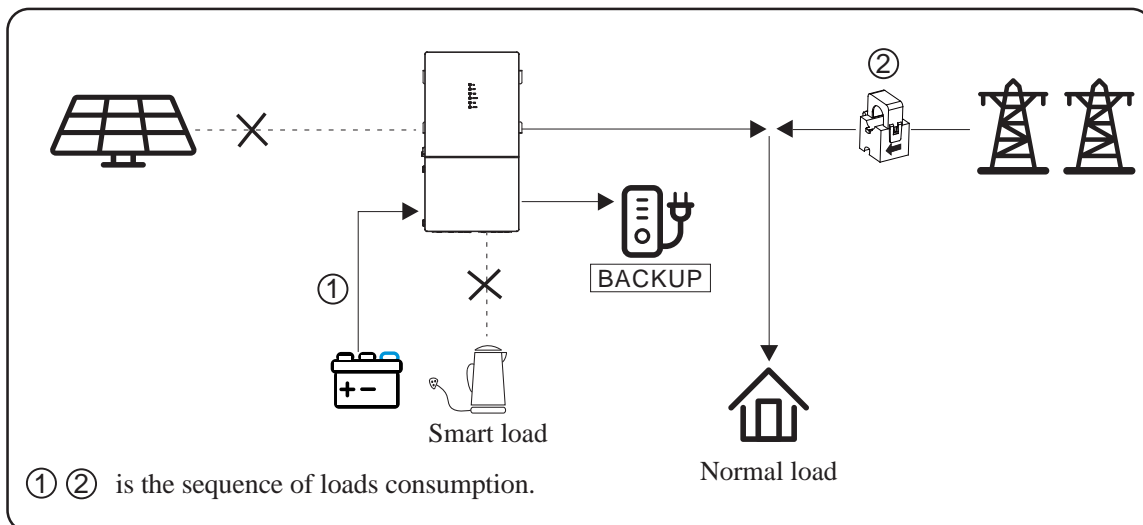 ②
BACKUP
①
+ -
Smart load
Normal load
① ② is the sequence of loads consumption.